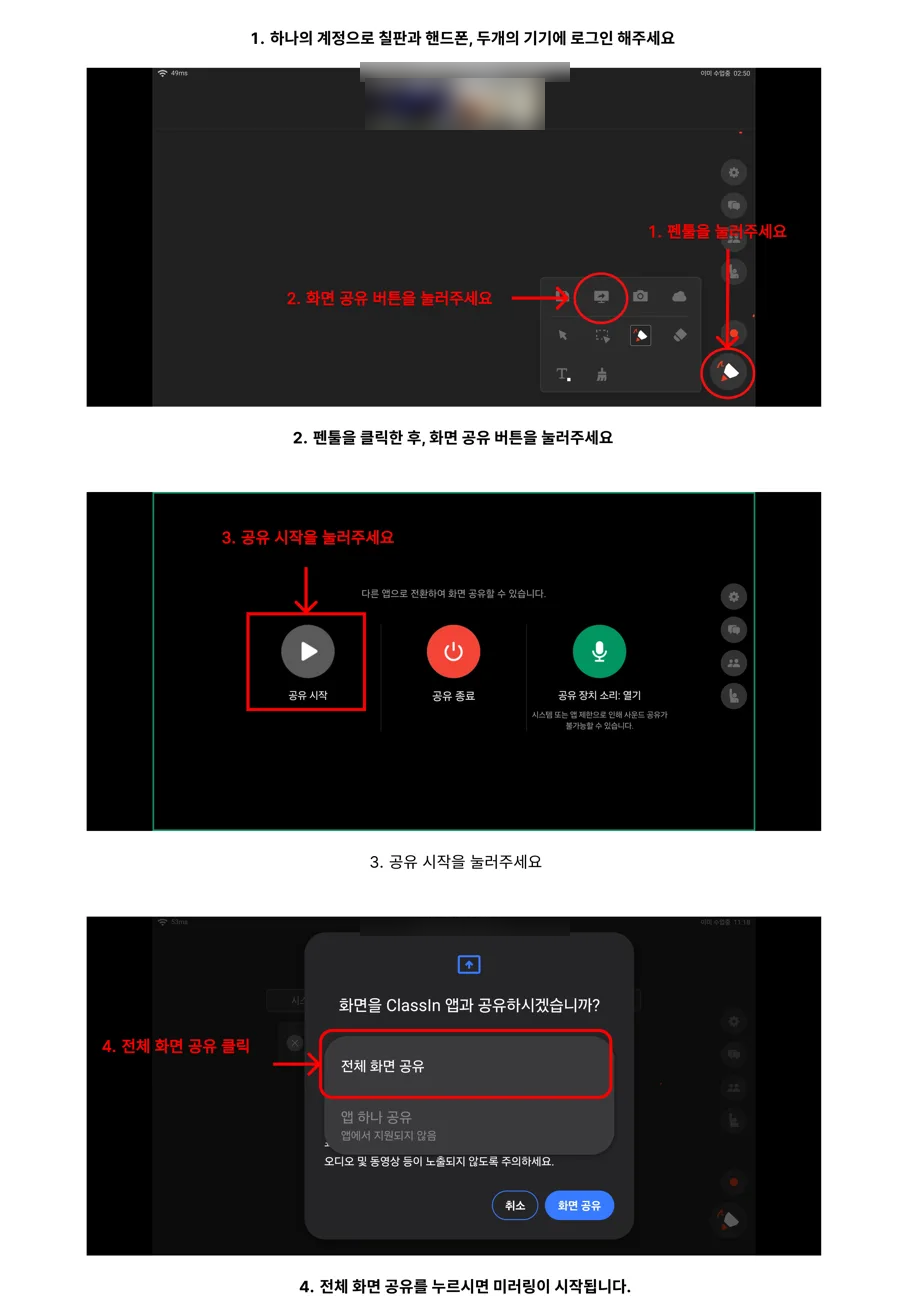 1. 하나의 계정으로 칠판과 핸드폰, 두개의 기기에 로그인 해주세요
49ms
이미 수업중 02:50
1. 펜툴을 눌러주세요
2. 화면 공유 버튼을 눌러주세요
T
2. 펜툴을 클릭한 후, 화면 공유 버튼을 눌러주세요
3. 공유 시작을 눌러주세요
다른 앱으로 전환하여 화면 공유할 수 있습니다.
공유 시작
공유 종료
공유 장치 소리: 열기
시스템 또는 앱 제한으로 인해 사운드 공유가
불가능할 수 있습니다.
3. 공유 시작을 눌러주세요
이미 수업중 11:18
화면을 ClassIn 앱과 공유하시겠습니까?
4. 전체 화면 공유 클릭
전체 화면 공유
앱 하나 공유
앱에서 지원되지 않음
오디오 및 동영상 등이 노출되지 않도록 주의하세요.
취소
화면 공유
4. 전체 화면 공유를 누르시면 미러링이 시작됩니다.